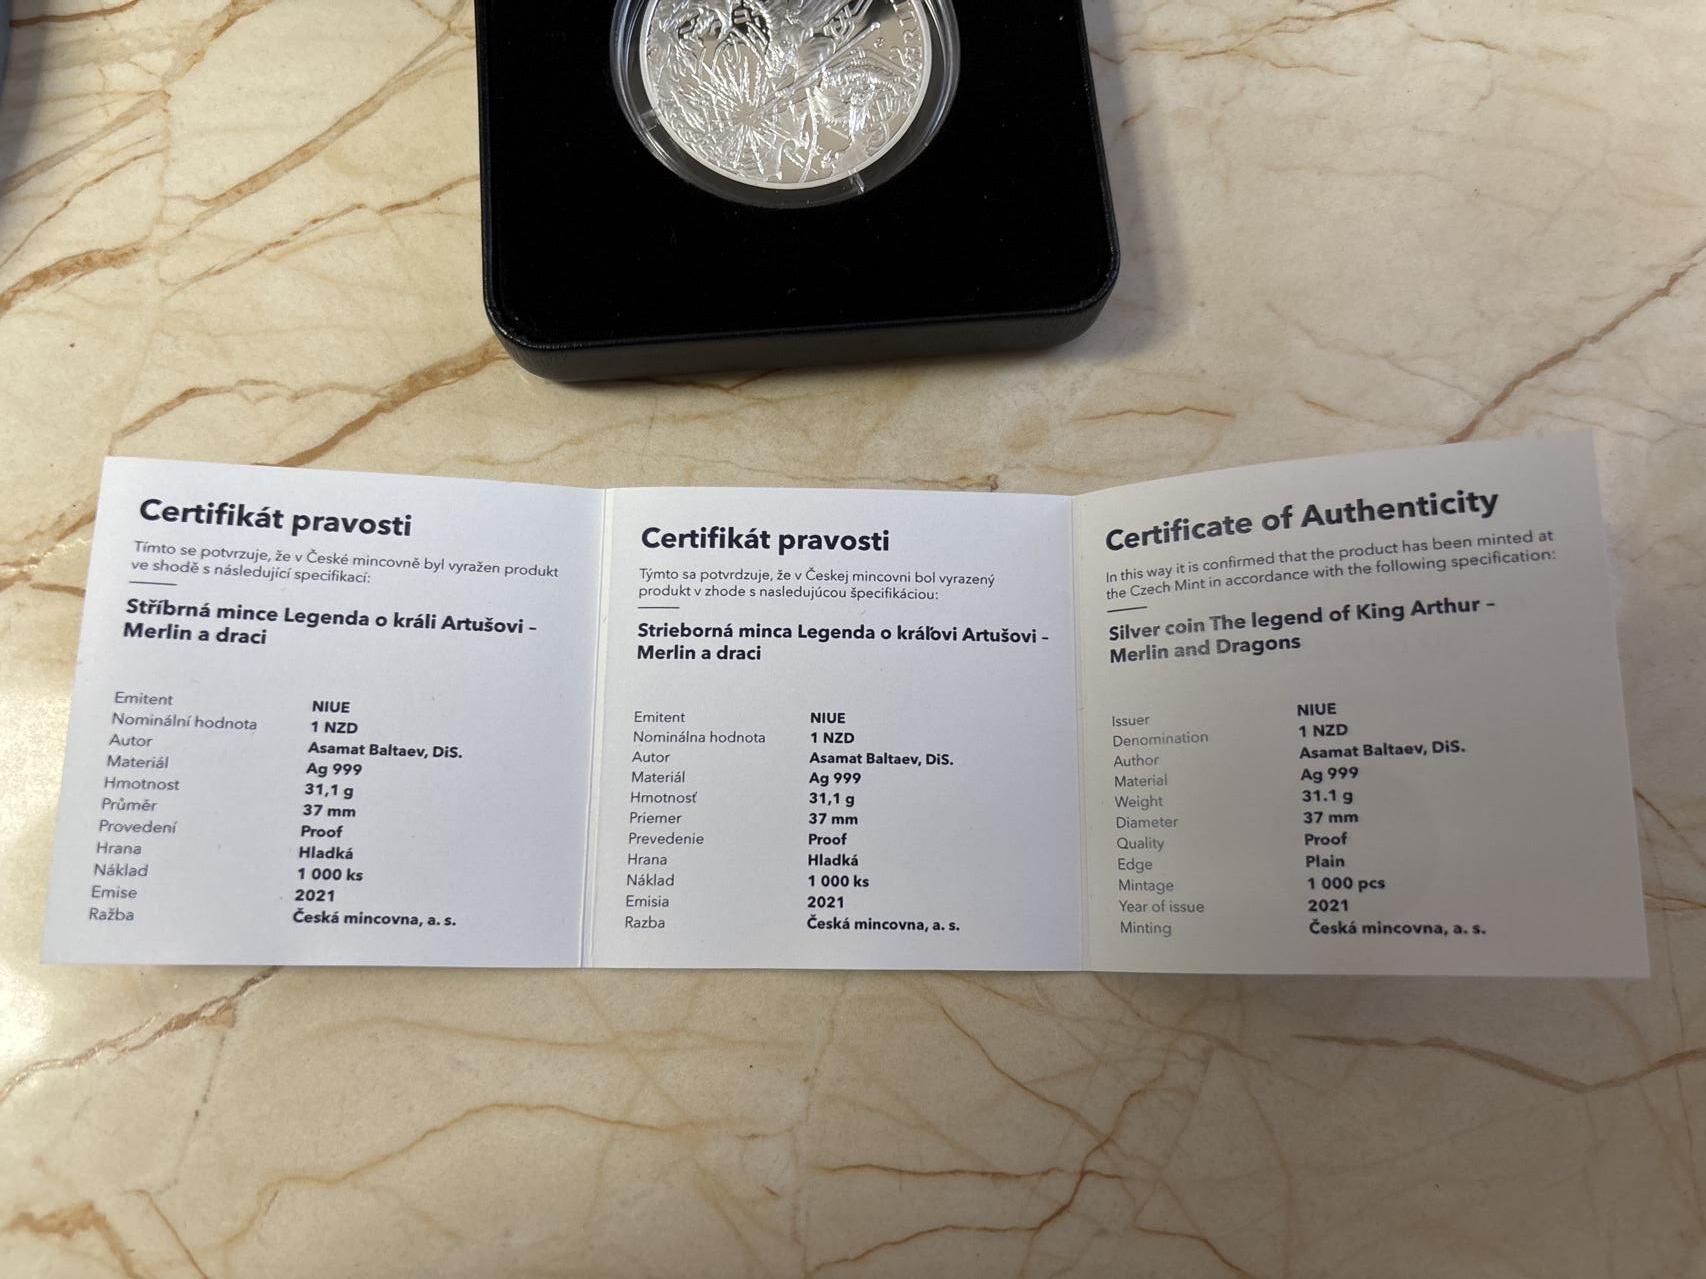 Certifikát pravosti
Tímto se potvrzuje, že v České mincovně byl vyražen produkt
ve shodě s následující specifikací:
Stříbrná mince Legenda o králi Artušovi –
Merlin a draci
Emitent NIUE
Nominální hodnota 1 NZD
Autor Asamat Baltaev, DiS.
Materiál Ag 999
Hmotnost 31,1 g
Průměr 37 mm
Provedení Proof
Hrana Hladká
Náklad 1 000 ks
Emise 2021
Ražba Česká mincovna, a. s.
Certifikát pravosti
Týmto sa potvrdzuje, že v Českej mincovni bol vyrazený
produkt v zhode s nasledujúcou špecifikáciou:
Strieborná minca Legenda o kráľovi Artušovi –
Merlin a draci
Emitent NIUE
Nominálna hodnota 1 NZD
Autor Asamat Baltaev, DiS.
Materiál Ag 999
Hmotnosť 31,1 g
Priemer 37 mm
Prevedenie Proof
Hrana Hladká
Náklad 1 000 ks
Emisia 2021
Razba Česká mincovna, a. s.
Certificate of Authenticity
In this way it is confirmed that the product has been minted at
the Czech Mint in accordance with the following specification:
Silver coin The legend of King Arthur –
Merlin and Dragons
Issuer NIUE
Denomination 1 NZD
Author Asamat Baltaev, DiS.
Material Ag 999
Weight 31.1 g
Diameter 37 mm
Quality Proof
Edge Plain
Mintage 1 000 pcs
Year of issue 2021
Minting Česká mincovna, a. s.